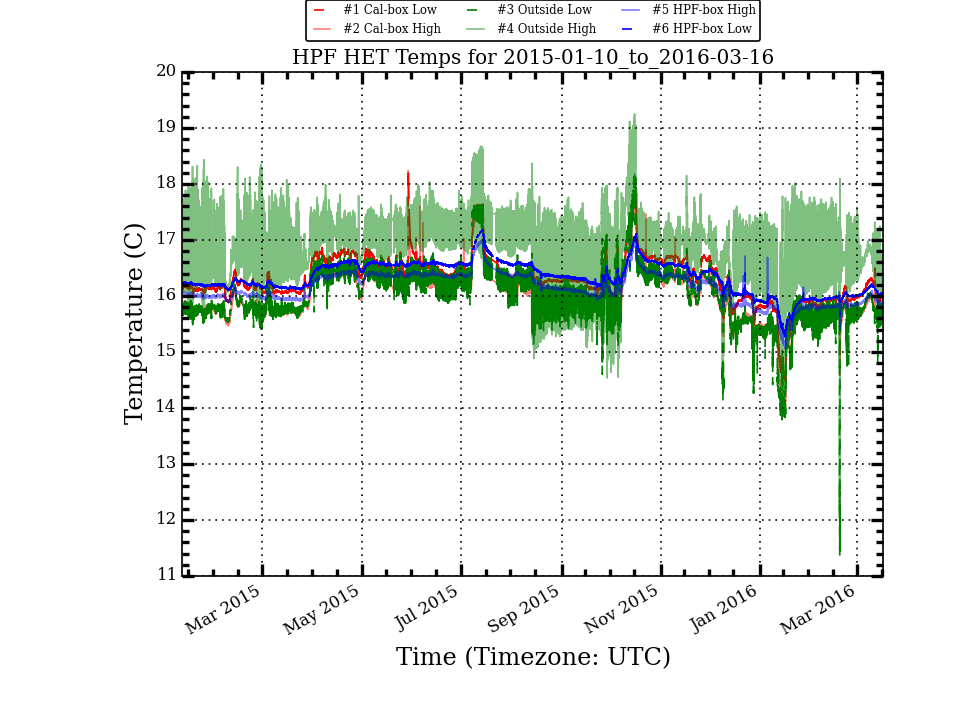 #1 Cal-box Low #3 Outside Low #5 HPF-box High
#2 Cal-box High #4 Outside High #6 HPF-box Low
HPF HET Temps for 2015-01-10_to_2016-03-16
20
19
18
17
16
15
14
13
12
11
Temperature (C)
Mar 2015 May 2015 Jul 2015 Sep 2015 Nov 2015 Jan 2016 Mar 2016
Time (Timezone: UTC)